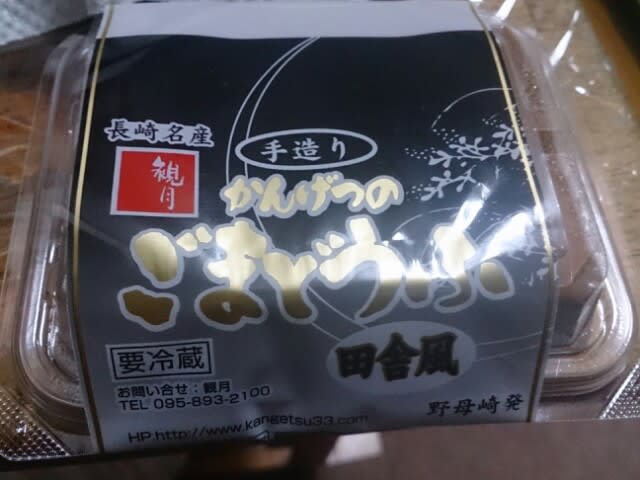 長崎名産
観月
手造り
かんげつの
ごまどうふ
田舎風
要冷蔵
お問い合せ：観月
TEL 095-893-2100
野母崎発
HP http://www.kangetsu33.com